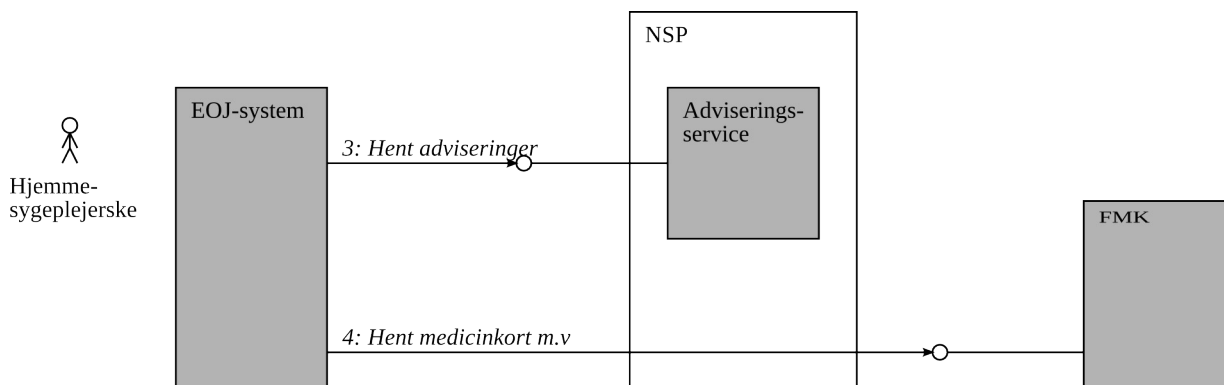 NSP
EOJ-system
Adviserings-
service
3: Hent adviseringer
Hjemme-
sygeplejerske
FMK
4: Hent medicinkort m.v